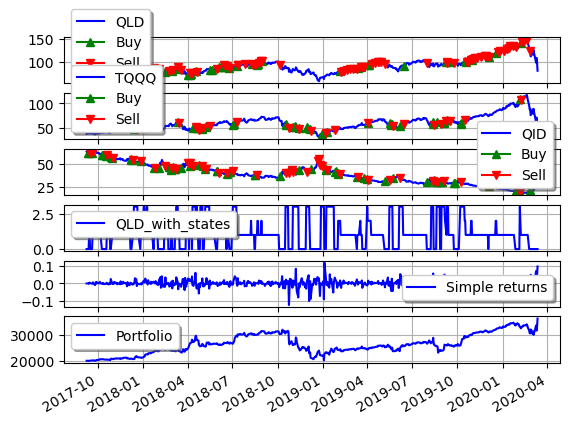 QLD
Buy
Sell
150
100
TQQQ
Buy
Sell
100
50
QID
Buy
Sell
50
25
QLD_with_states
2.5
0.0
Simple returns
0.1
0.0
−0.1
Portfolio
30000
20000
2017-10 2018-01 2018-04 2018-07 2018-10 2019-01 2019-04 2019-07 2019-10 2020-01 2020-04